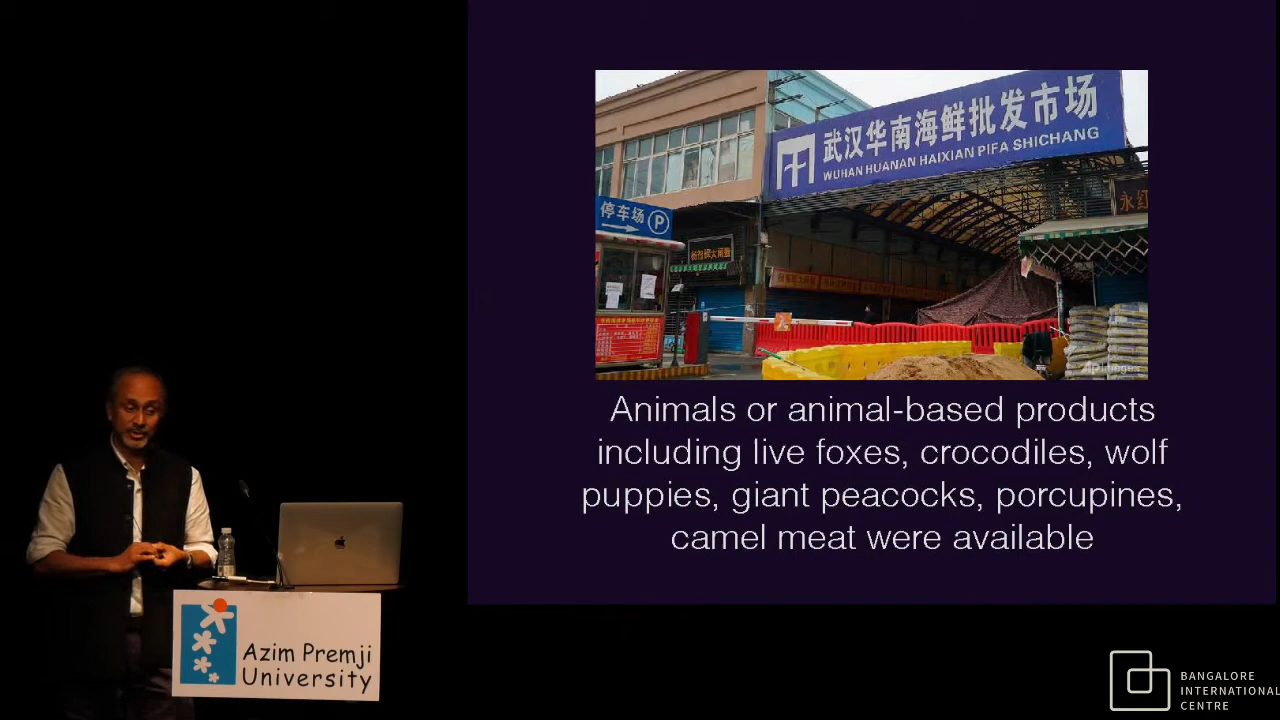 武汉华南海鲜批发市场
WUHAN HUANAN HAIXIAN PIFA SHICHANG
停车场 P
永红
Animals or animal-based products
including live foxes, crocodiles, wolf
puppies, giant peacocks, porcupines,
camel meat were available
Azim Premji
University
BANGALORE
INTERNATIONAL
CENTRE